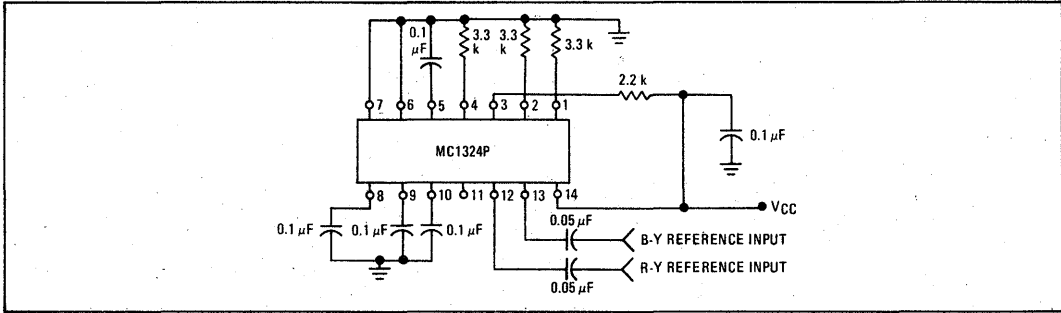 0.1
μF
3.3
k
3.3
k
3.3 k
2.2 k
7 6 5 4 3 2 1
0.1 μF
MC1324P
8 9 10 11 12 13 14
0.1 μF 0.1 μF 0.1 μF
VCC
0.05 μF
B-Y REFERENCE INPUT
R-Y REFERENCE INPUT
0.05 μF